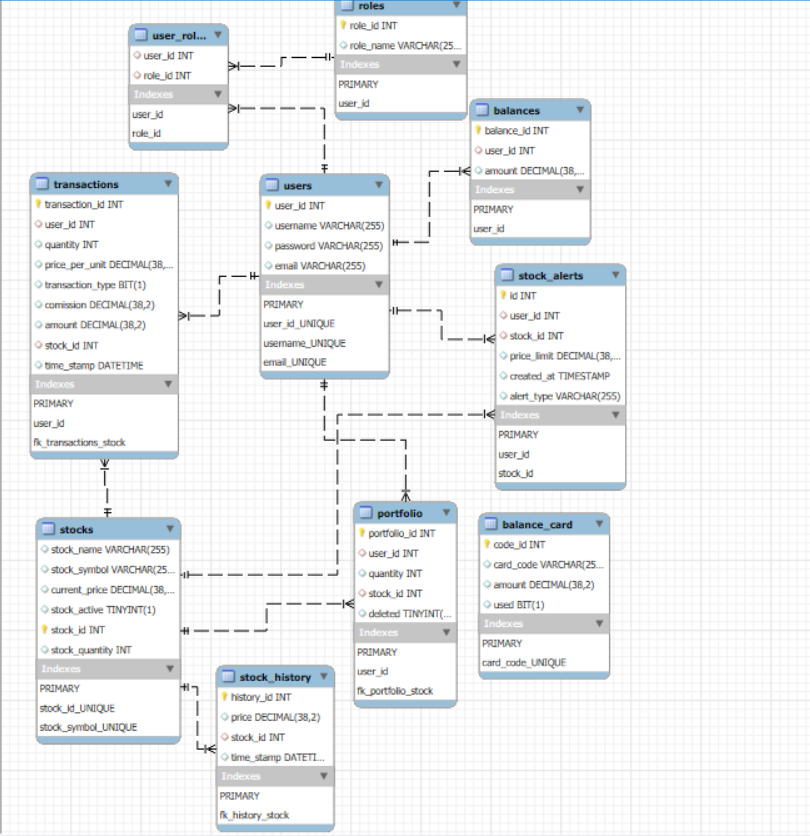 roles
role_id INT
role_name VARCHAR(25...
Indexes
PRIMARY
user_id
user_rol...
user_id INT
role_id INT
Indexes
user_id
role_id
balances
balance_id INT
user_id INT
amount DECIMAL(38,...
Indexes
PRIMARY
user_id
transactions
transaction_id INT
user_id INT
quantity INT
price_per_unit DECIMAL(38,...
transaction_type BIT(1)
comission DECIMAL(38,2)
amount DECIMAL(38,2)
stock_id INT
time_stamp DATETIME
Indexes
PRIMARY
user_id
fk_transactions_stock
users
user_id INT
username VARCHAR(255)
password VARCHAR(255)
email VARCHAR(255)
Indexes
PRIMARY
user_id_UNIQUE
username_UNIQUE
email_UNIQUE
stock_alerts
id INT
user_id INT
stock_id INT
price_limit DECIMAL(38,...
created_at TIMESTAMP
alert_type VARCHAR(255)
Indexes
PRIMARY
user_id
stock_id
stocks
stock_name VARCHAR(255)
stock_symbol VARCHAR(25...
current_price DECIMAL(38,...
stock_active TINYINT(1)
stock_id INT
stock_quantity INT
Indexes
PRIMARY
stock_id_UNIQUE
stock_symbol_UNIQUE
portfolio
portfolio_id INT
user_id INT
quantity INT
stock_id INT
deleted TINYINT(...
Indexes
PRIMARY
user_id
fk_portfolio_stock
balance_card
code_id INT
card_code VARCHAR(25...
amount DECIMAL(38,2)
used BIT(1)
Indexes
PRIMARY
card_code_UNIQUE
stock_history
history_id INT
price DECIMAL(38,2)
stock_id INT
time_stamp DATETI...
Indexes
PRIMARY
fk_history_stock